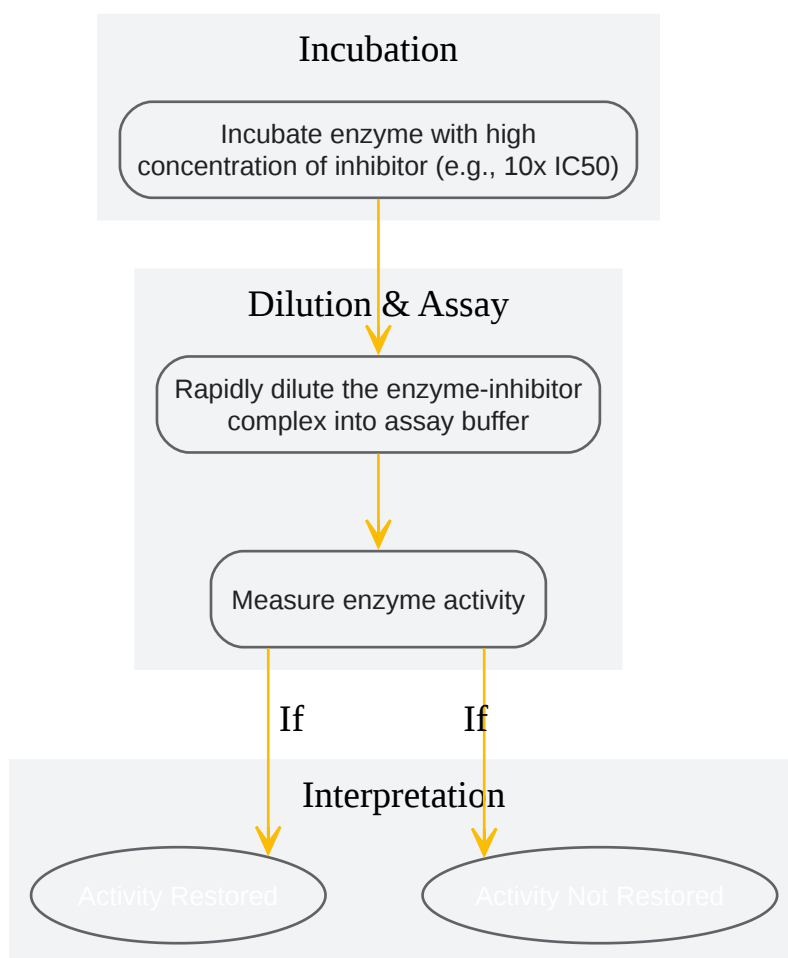 Incubation
Incubate enzyme with high
concentration of inhibitor (e.g., 10x IC50)
Dilution & Assay
Rapidly dilute the enzyme-inhibitor
complex into assay buffer
Measure enzyme activity
If
If
Interpretation
Activity Restored
Activity Not Restored